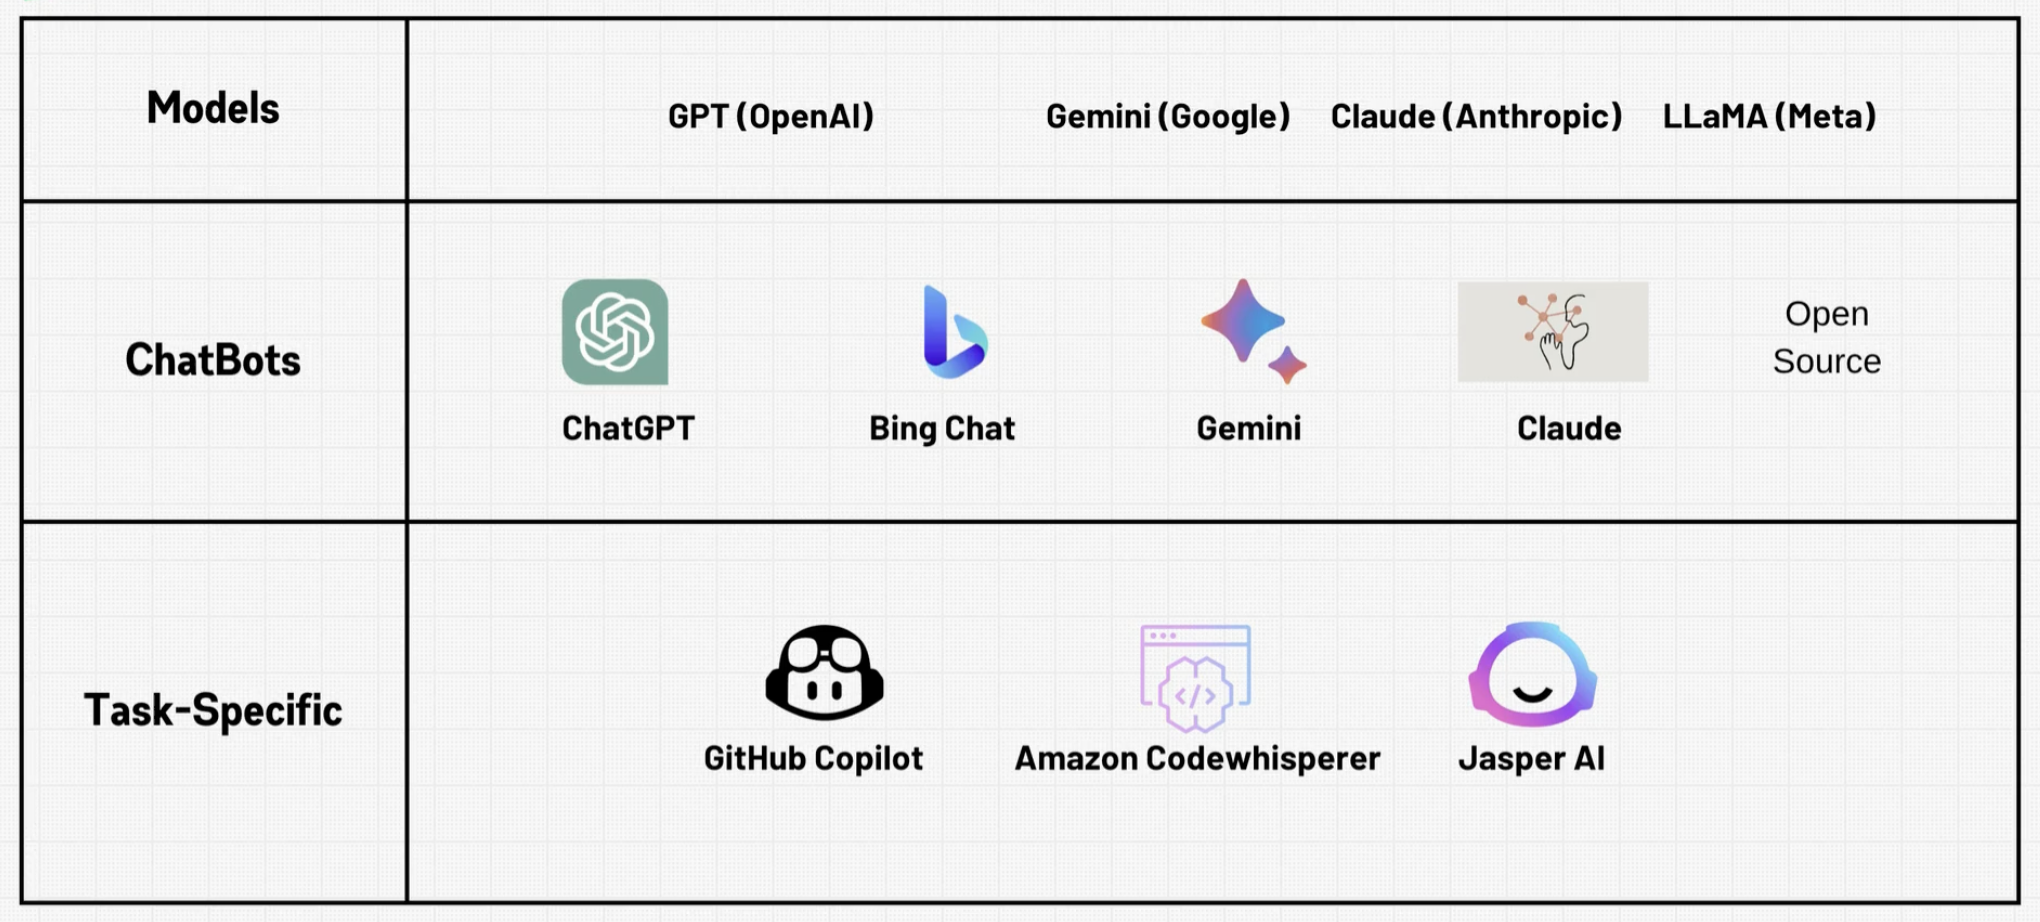 Models
GPT (OpenAI)
Gemini (Google)
Claude (Anthropic)
LLaMA (Meta)
ChatBots
ChatGPT
Bing Chat
Gemini
Claude
Open
Source
Task-Specific
GitHub Copilot
Amazon Codewhisperer
Jasper AI